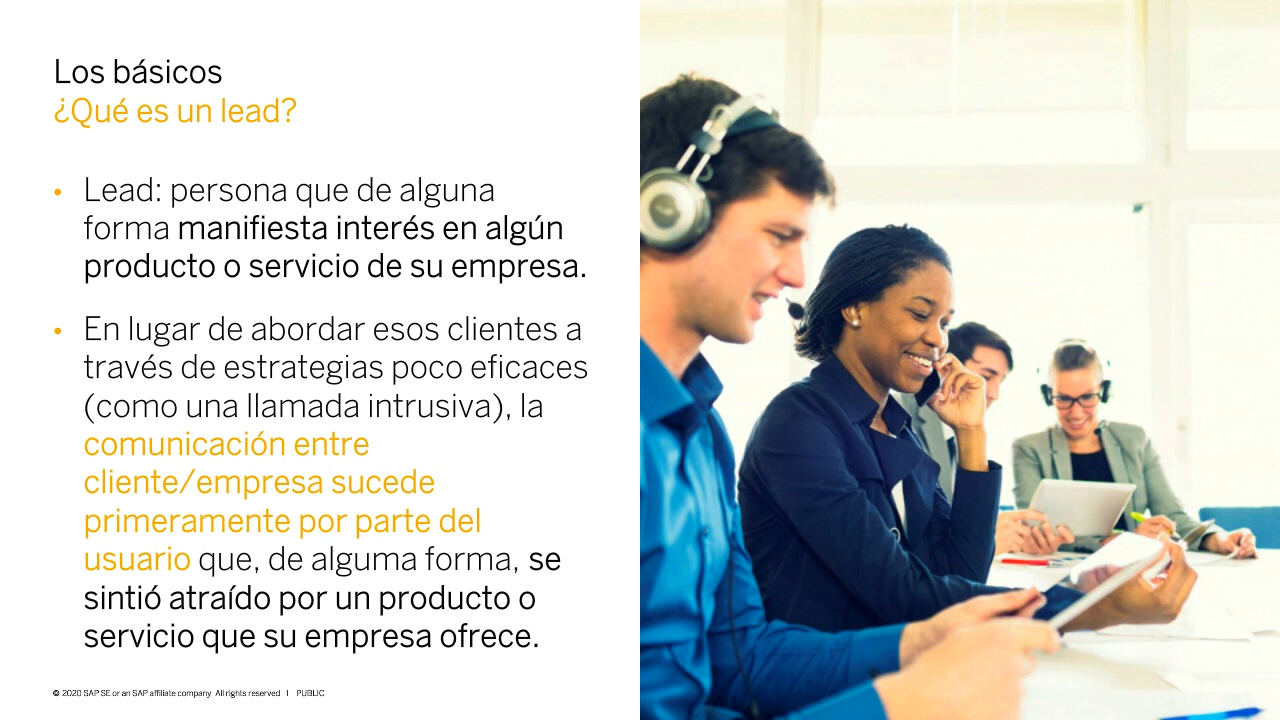 Los básicos
¿Qué es un lead?
• Lead: persona que de alguna
forma manifiesta interés en algún
producto o servicio de su empresa.
• En lugar de abordar esos clientes a
través de estrategias poco eficaces
(como una llamada intrusiva), la
comunicación entre
cliente/empresa sucede
primeramente por parte del
usuario que, de alguma forma, se
sintió atraído por un producto o
servicio que su empresa ofrece.
© 2020 SAP SE or an SAP affiliate company  All rights reserved  I  PUBLIC